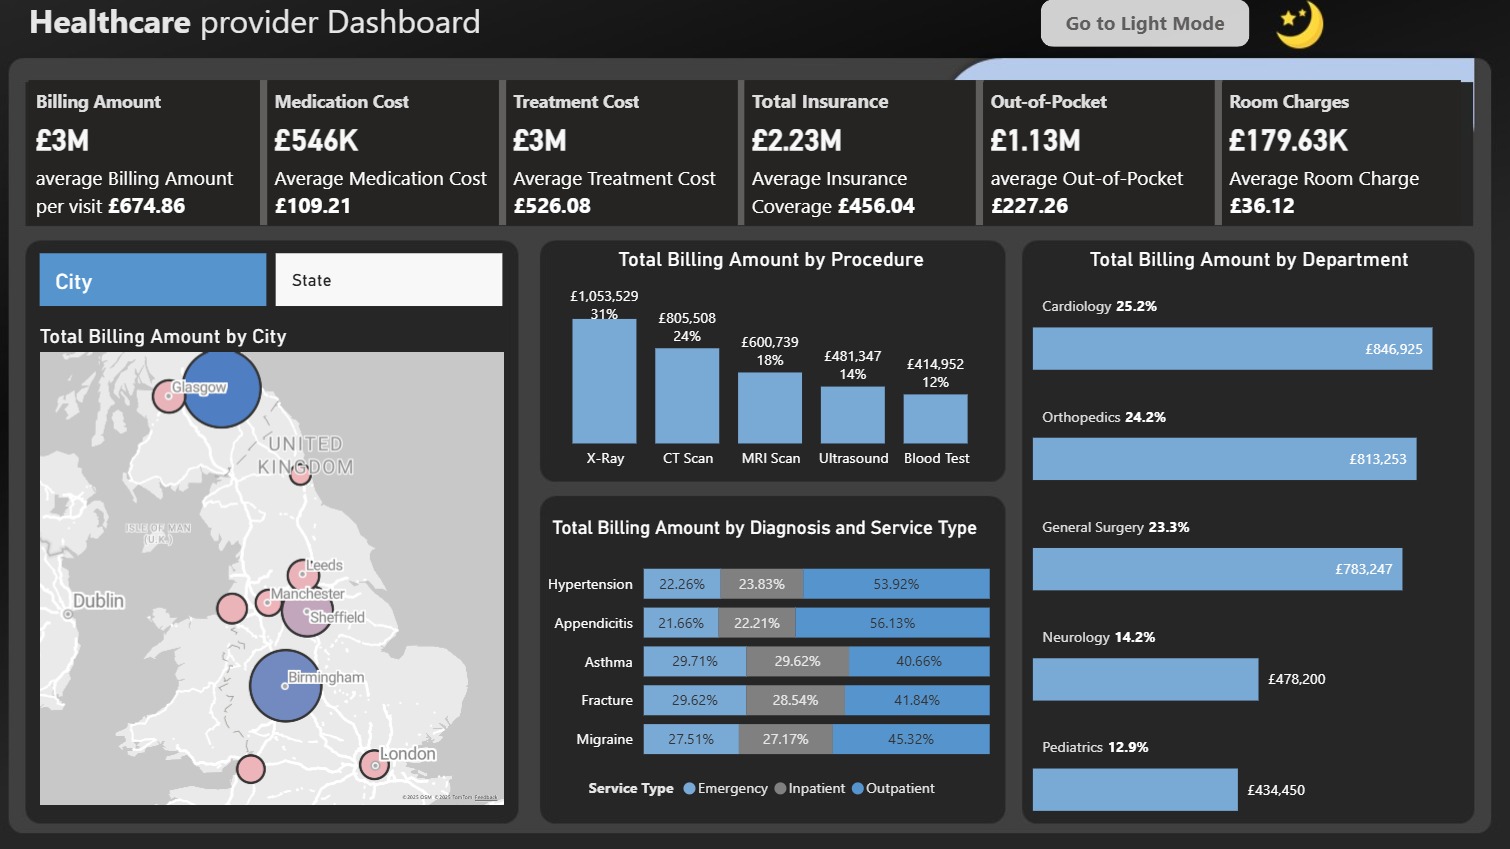 Healthcare provider Dashboard
Go to Light Mode
Billing Amount
£3M
average Billing Amount
per visit £674.86
Medication Cost
£546K
Average Medication Cost
£109.21
Treatment Cost
£3M
Average Treatment Cost
£526.08
Total Insurance
£2.23M
Average Insurance
Coverage £456.04
Out-of-Pocket
£1.13M
average Out-of-Pocket
£227.26
Room Charges
£179.63K
Average Room Charge
£36.12
City
State
Total Billing Amount by City
Glasgow
UNITED
KINGDOM
ISLE OF MAN
(U.K.)
Leeds
Manchester
Dublin
Sheffield
Birmingham
London
©2025 OSM ©2025 TomTom Feedback
Total Billing Amount by Procedure
£1,053,529
31%
£805,508
24%
£600,739
18%
£481,347
14%
£414,952
12%
X-Ray
CT Scan
MRI Scan
Ultrasound
Blood Test
Total Billing Amount by Diagnosis and Service Type
Hypertension 22.26% 23.83% 53.92%
Appendicitis 21.66% 22.21% 56.13%
Asthma 29.71% 29.62% 40.66%
Fracture 29.62% 28.54% 41.84%
Migraine 27.51% 27.17% 45.32%
Service Type Emergency Inpatient Outpatient
Total Billing Amount by Department
Cardiology 25.2%
£846,925
Orthopedics 24.2%
£813,253
General Surgery 23.3%
£783,247
Neurology 14.2%
£478,200
Pediatrics 12.9%
£434,450